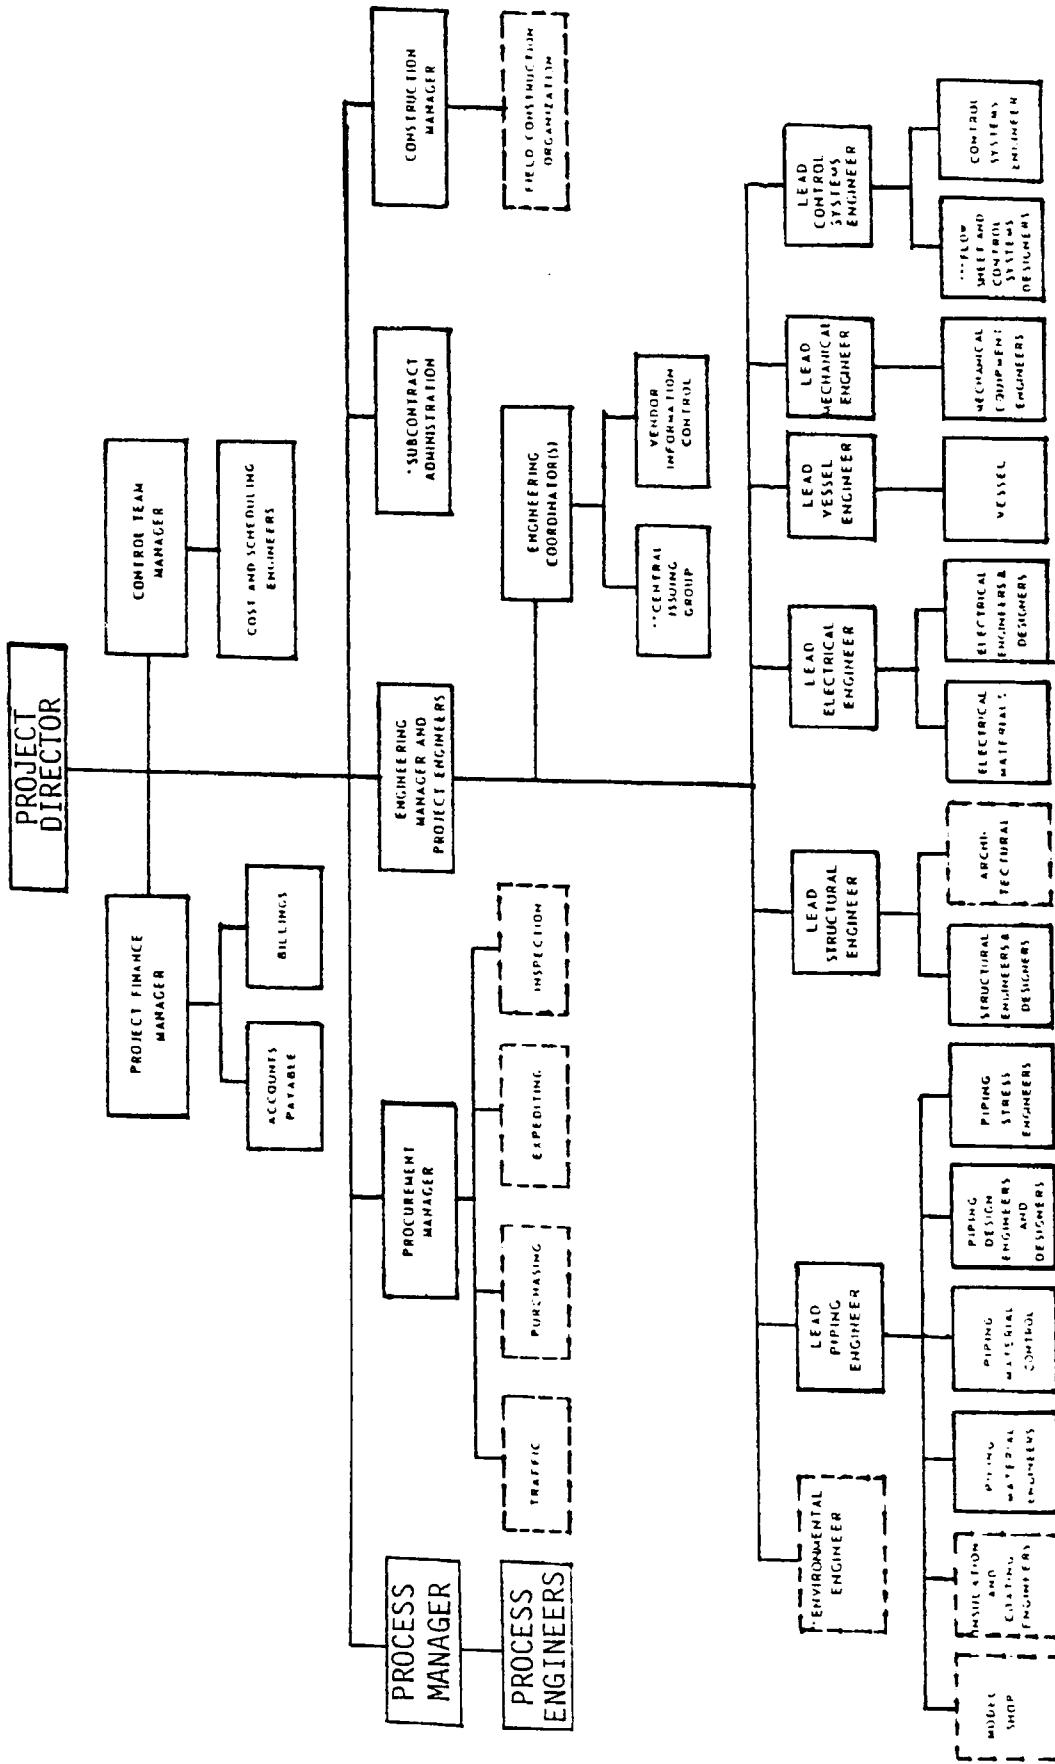 PROJECT
DIRECTOR
PROJECT FINANCE
MANAGER
CONTROL TEAM
MANAGER
ACCOUNTS
PAYABLE
BILLINGS
COST AND SCHEDULING
ENGINEERS
PROCESS
MANAGER
PROCUREMENT
MANAGER
ENGINEERING
MANAGER AND
PROJECT ENGINEERS
*SUBCONTRACT
ADMINISTRATION
CONSTRUCTION
MANAGER
PROCESS
ENGINEERS
TRAFFIC
PURCHASING
EXPEDITING
INSPECTION
ENGINEERING
COORDINATOR(S)
FIELD CONSTRUCTION
ORGANIZATION
**CENTRAL
ISSUING
GROUP
VENDOR
INFORMATION
CONTROL
*ENVIRONMENTAL
ENGINEER
LEAD
PIPING
ENGINEER
LEAD
STRUCTURAL
ENGINEER
LEAD
ELECTRICAL
ENGINEER
LEAD
VESSEL
ENGINEER
LEAD
MECHANICAL
ENGINEER
LEAD
CONTROL
SYSTEMS
ENGINEER
MODEL
SHOP
INSULATION
AND
COATING
ENGINEERS
PIPING
MATERIAL
ENGINEERS
PIPING
MATERIAL
CONTROL
PIPING
DESIGN
ENGINEERS
AND
DESIGNERS
PIPING
STRESS
ENGINEERS
STRUCTURAL
ENGINEERS &
DESIGNERS
ARCHI-
TECTURAL
ELECTRICAL
MATERIALS
ELECTRICAL
ENGINEERS &
DESIGNERS
VESSEL
MECHANICAL
EQUIPMENT
ENGINEERS
***FLOW
SHEET AND
CONTROL
SYSTEMS
DESIGNERS
CONTROL
SYSTEMS
ENGINEER